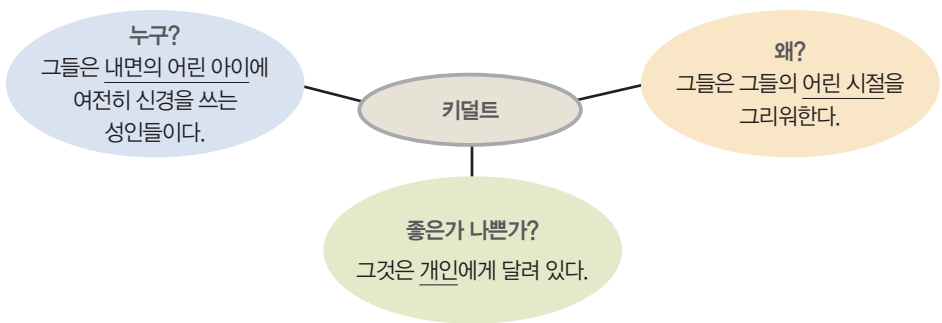 누구?
그들은 내면의 어린 아이에
여전히 신경을 쓰는
성인들이다.
키덜트
왜?
그들은 그들의 어린 시절을
그리워한다.
좋은가 나쁜가?
그것은 개인에게 달려 있다.